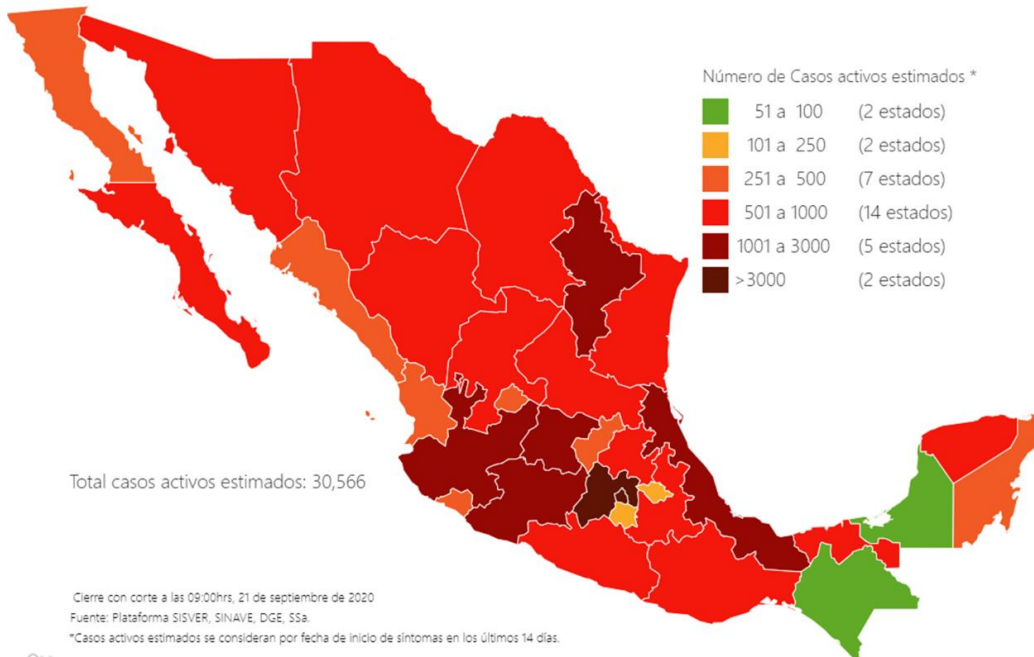 Número de Casos activos estimados *
51 a 100 (2 estados)
101 a 250 (2 estados)
251 a 500 (7 estados)
501 a 1000 (14 estados)
1001 a 3000 (5 estados)
>3000 (2 estados)
Total casos activos estimados: 30,566
Cierre con corte a las 09:00hrs, 21 de septiembre de 2020
Fuente: Plataforma SISVER, SINAVE, DGE, SSa.
*Casos activos estimados se consideran por fecha de inicio de síntomas en los últimos 14 días.